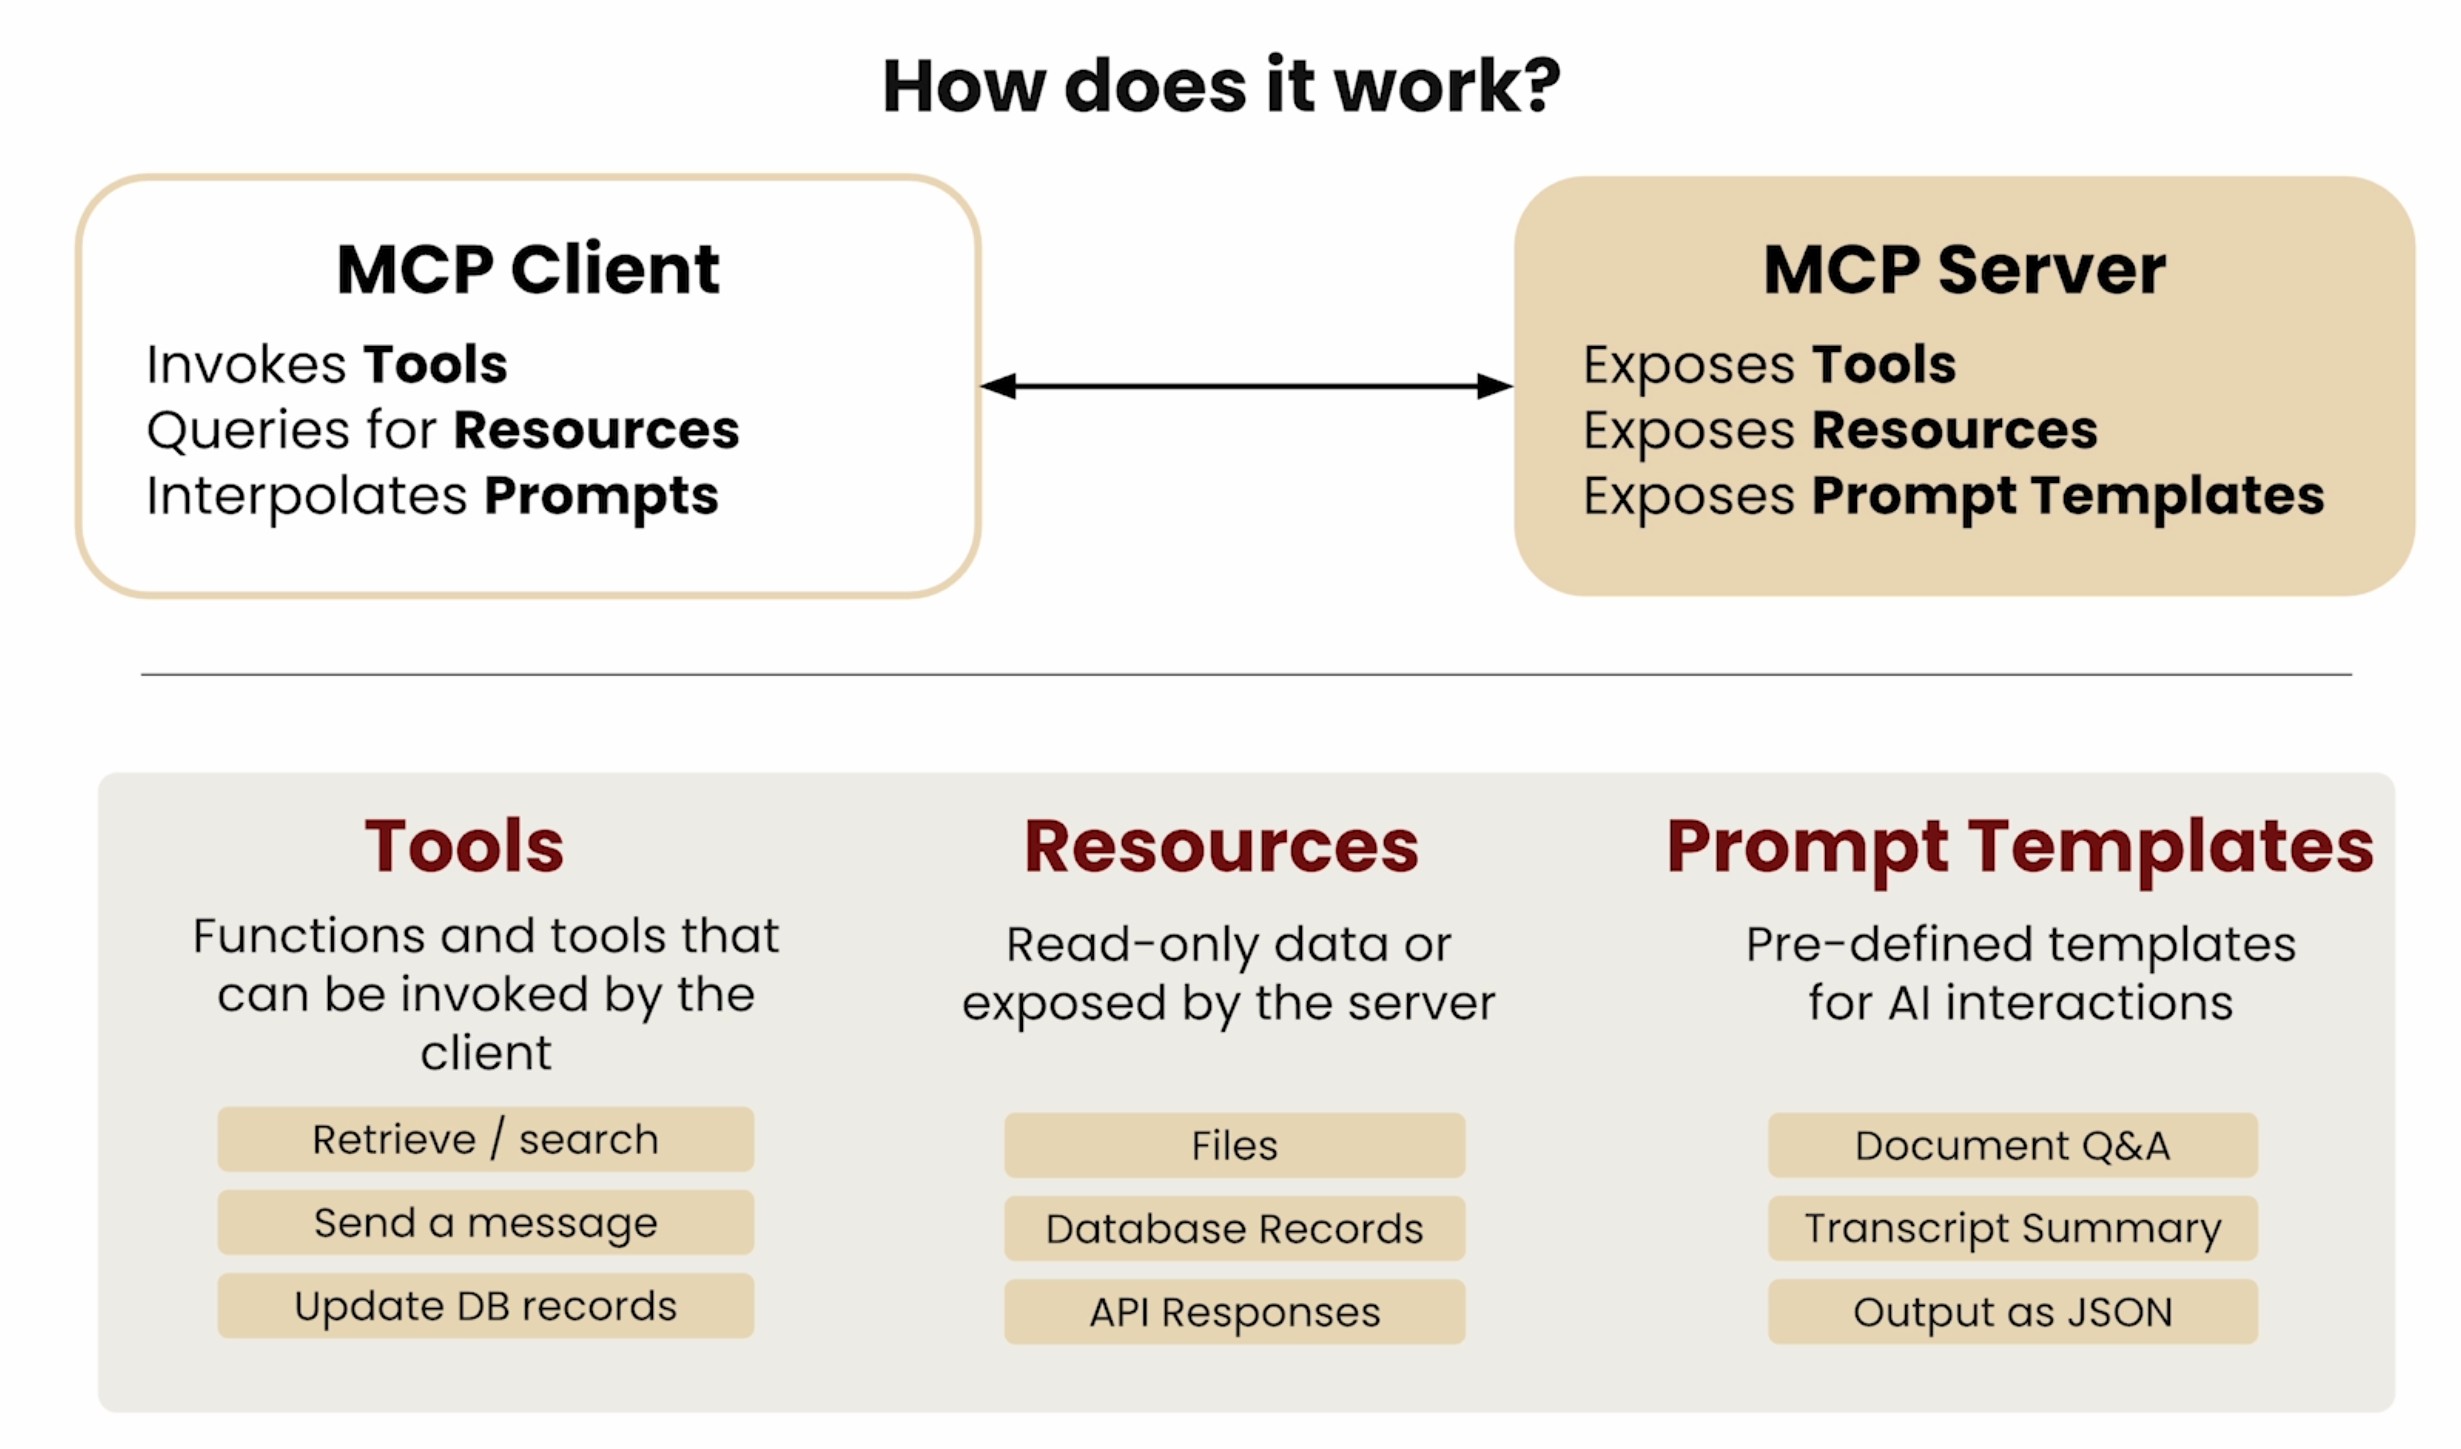 How does it work?
MCP Client
Invokes Tools
Queries for Resources
Interpolates Prompts
MCP Server
Exposes Tools
Exposes Resources
Exposes Prompt Templates
Tools
Functions and tools that
can be invoked by the
client
Retrieve / search
Send a message
Update DB records
Resources
Read-only data or
exposed by the server
Files
Database Records
API Responses
Prompt Templates
Pre-defined templates
for AI interactions
Document Q&A
Transcript Summary
Output as JSON